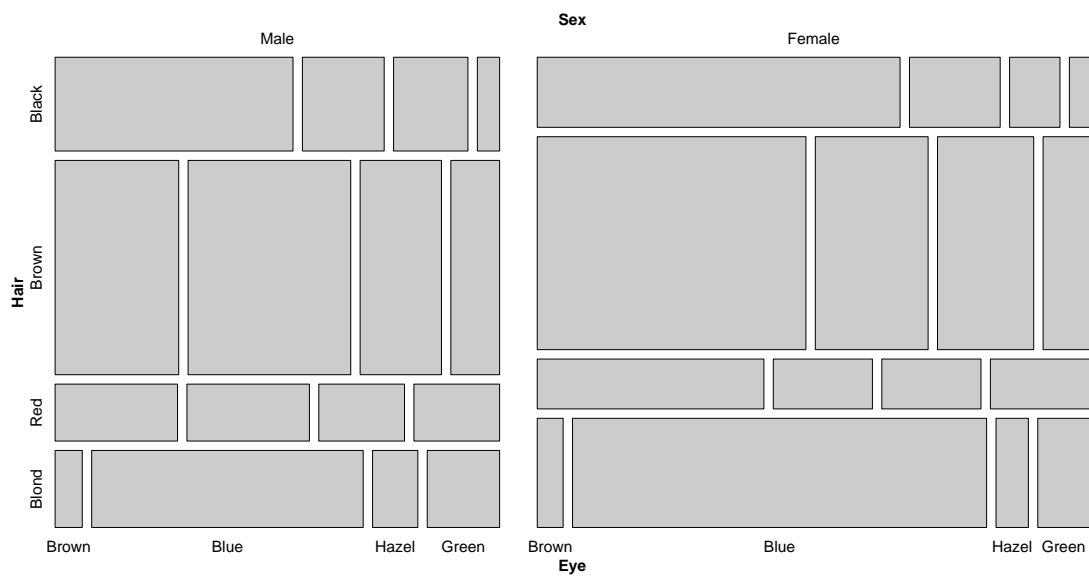 Sex
Male Female
Black
Brown
Hair
Red
Blond
Brown Blue Hazel Green Brown Blue Hazel Green
Eye